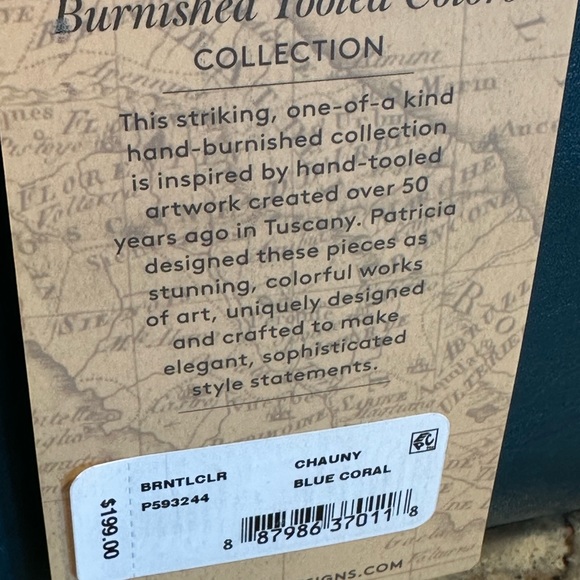 Burnished Tooled Colors
COLLECTION
This striking, one-of-a kind
hand-burnished collection
is inspired by hand-tooled
artwork created over 50
years ago in Tuscany. Patricia
designed these pieces as
stunning, colorful works
of art, uniquely designed
and crafted to make
elegant, sophisticated
style statements.
BRNTLCLR
P593244
CHAUNY
BLUE CORAL
$199.00
8 87986 37011 8
IGNS.COM